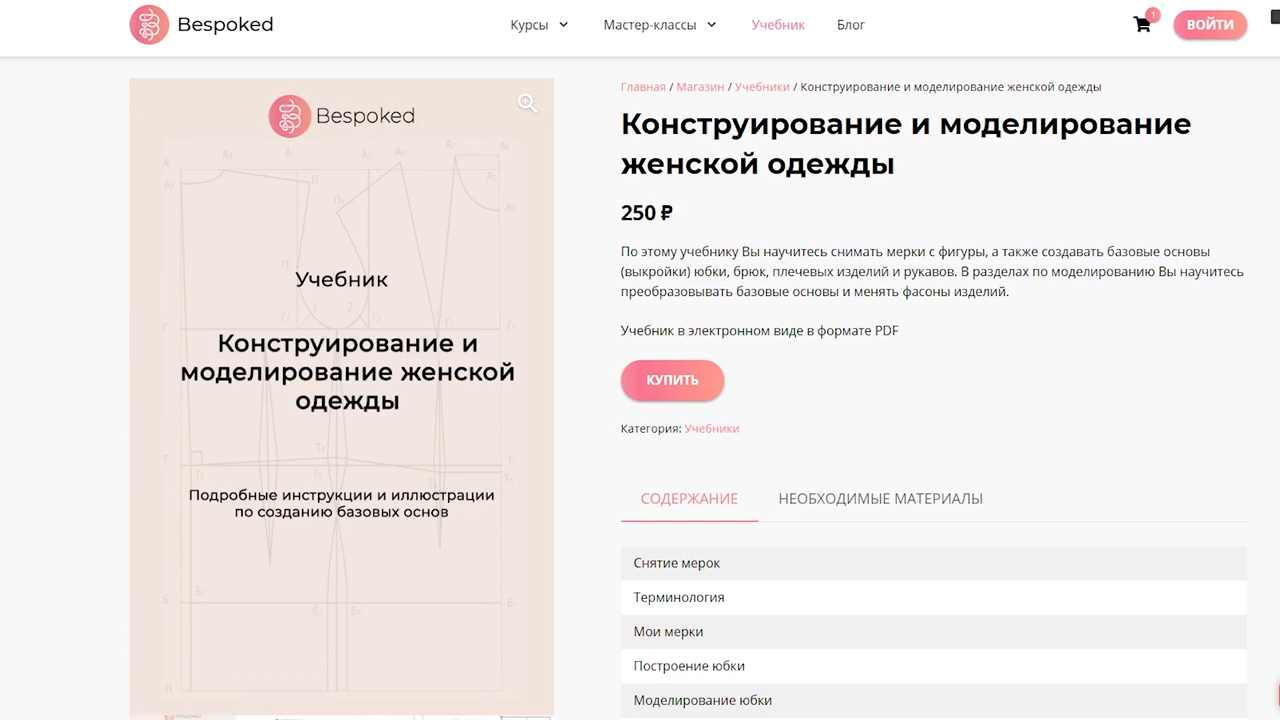 Bespoked
Курсы
Мастер-классы
Учебник
Блог
1
ВОЙТИ
Bespoked
Учебник
Конструирование и
моделирование женской
одежды
Подробные инструкции и иллюстрации
по созданию базовых основ
Главная / Магазин / Учебники / Конструирование и моделирование женской одежды
Конструирование и моделирование
женской одежды
250 ₽
По этому учебнику Вы научитесь снимать мерки с фигуры, а также создавать базовые основы
(выкройки) юбки, брюк, плечевых изделий и рукавов. В разделах по моделированию Вы научитесь
преобразовывать базовые основы и менять фасоны изделий.
Учебник в электронном виде в формате PDF
КУПИТЬ
Категория: Учебники
СОДЕРЖАНИЕ
НЕОБХОДИМЫЕ МАТЕРИАЛЫ
Снятие мерок
Терминология
Мои мерки
Построение юбки
Моделирование юбки